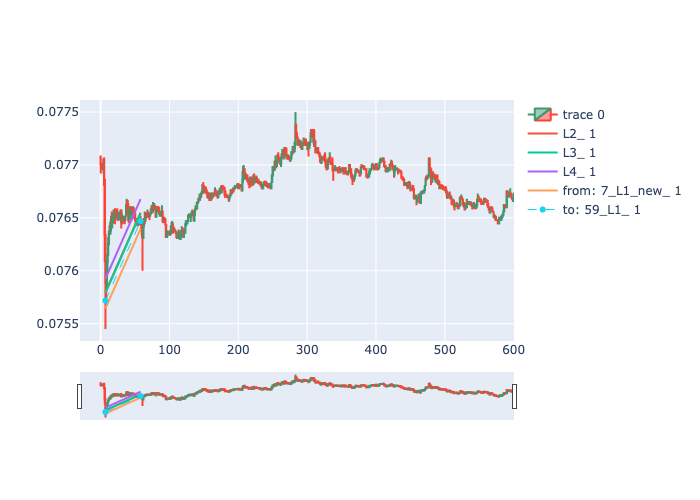 0.0775
0.077
0.0765
0.076
0.0755
0
100
200
300
400
500
600
trace 0
L2_ 1
L3_ 1
L4_ 1
from: 7_L1_new_ 1
to: 59_L1_ 1